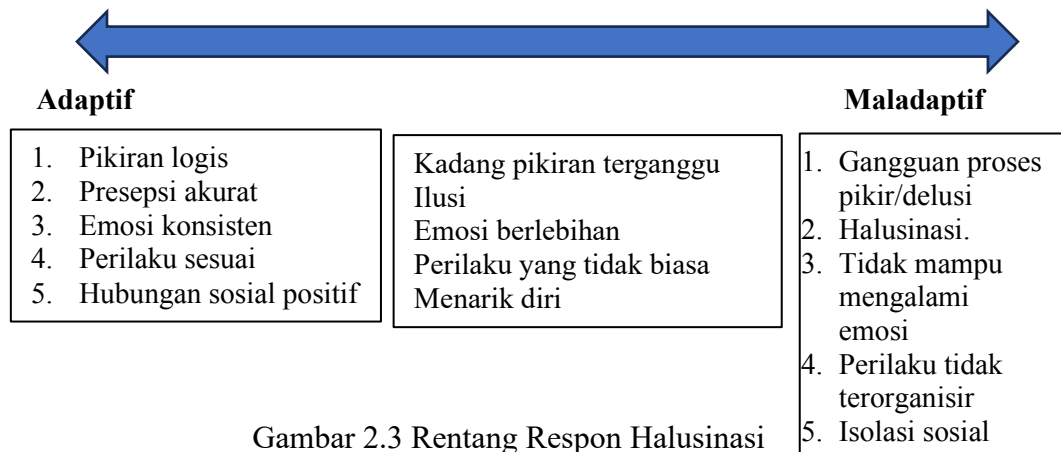 Adaptif
Maladaptif
1. Pikiran logis
2. Presepsi akurat
3. Emosi konsisten
4. Perilaku sesuai
5. Hubungan sosial positif
Kadang pikiran terganggu
Ilusi
Emosi berlebihan
Perilaku yang tidak biasa
Menarik diri
1. Gangguan proses
pikir/delusi
2. Halusinasi.
3. Tidak mampu
mengalami
emosi
4. Perilaku tidak
terorganisir
5. Isolasi sosial
Gambar 2.3 Rentang Respon Halusinasi